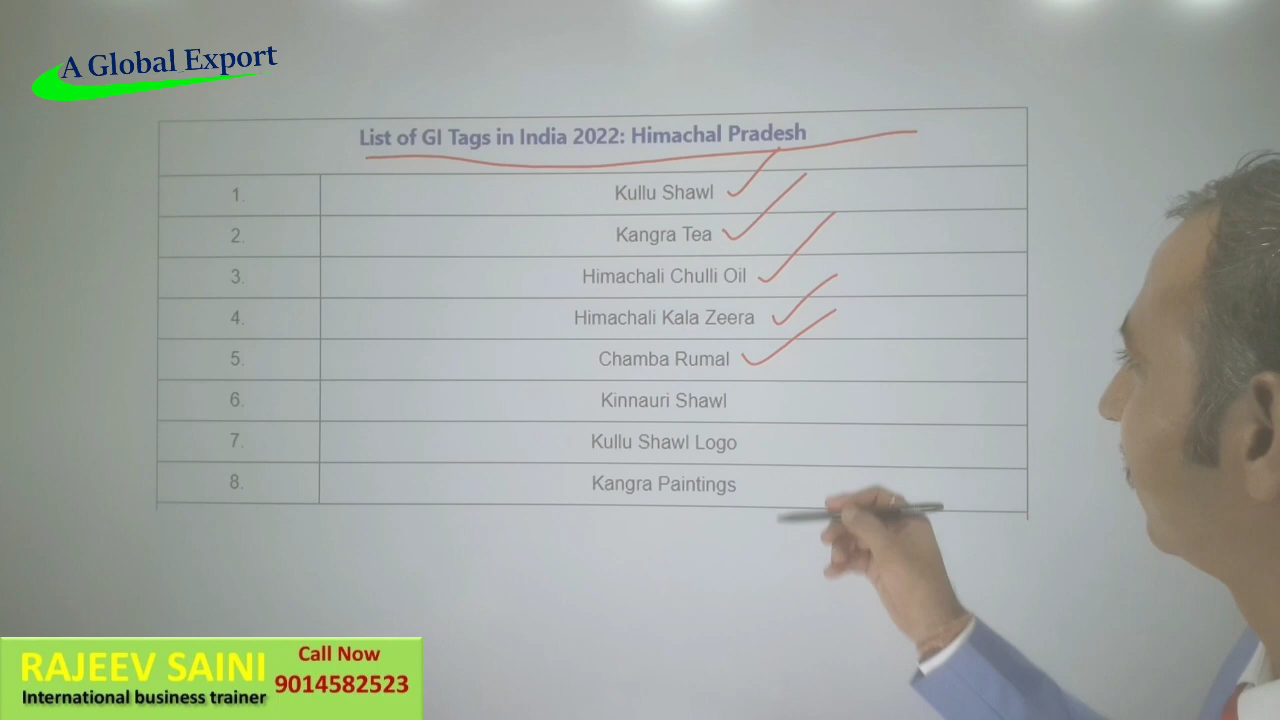 A Global Export
List of GI Tags in India 2022: Himachal Pradesh
1. Kullu Shawl
2. Kangra Tea
3. Himachali Chulli Oil
4. Himachali Kala Zeera
5. Chamba Rumal
6. Kinnauri Shawl
7. Kullu Shawl Logo
8. Kangra Paintings
RAJEEV SAINI
International business trainer
Call Now
9014582523